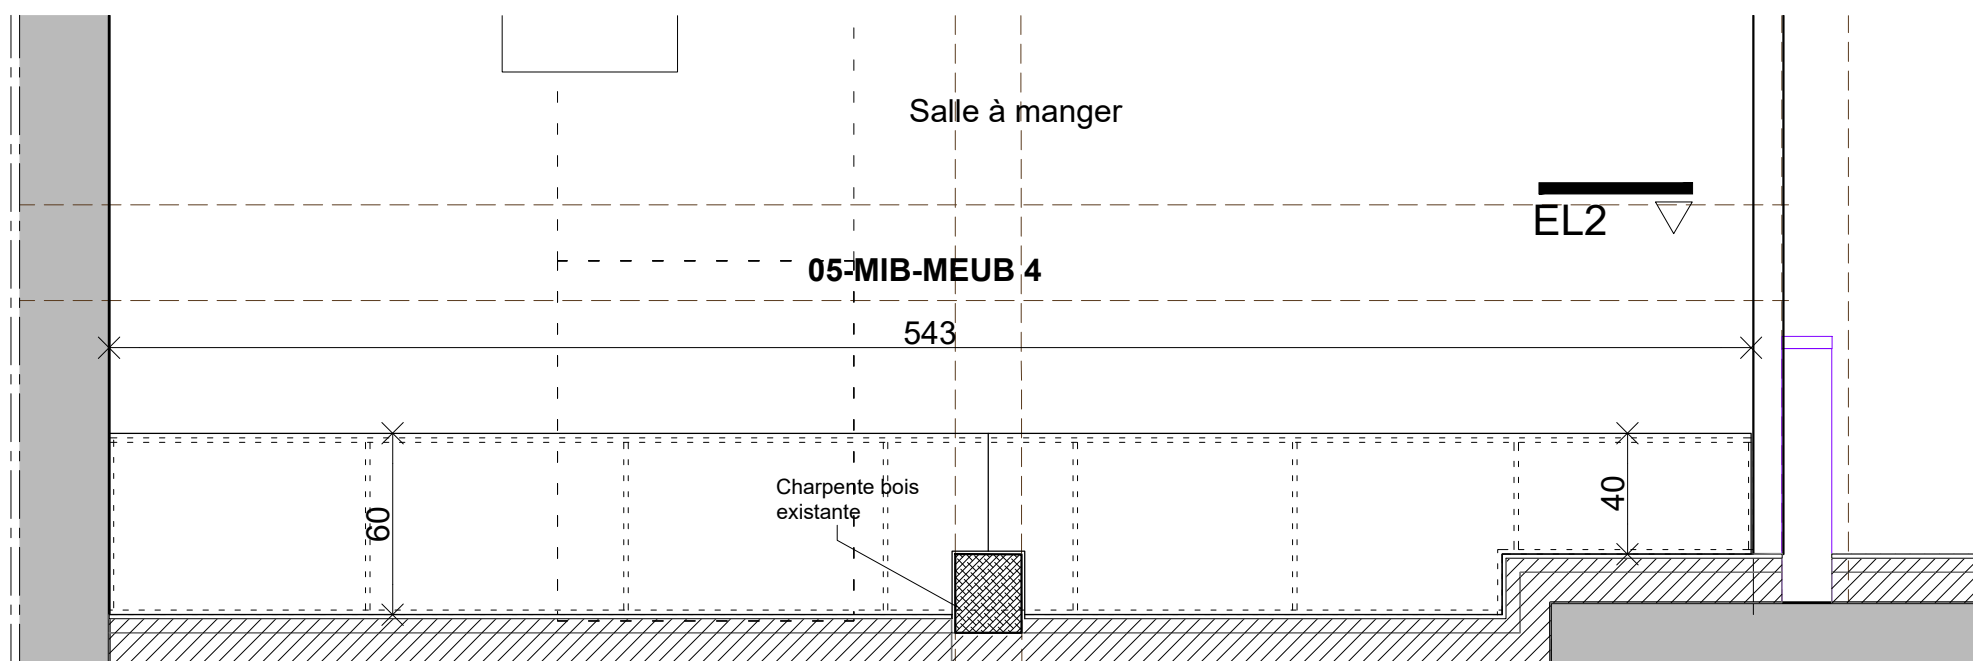 Salle à manger
EL2
05-MIB-MEUB 4
543
Charpente bois
existante
60
40